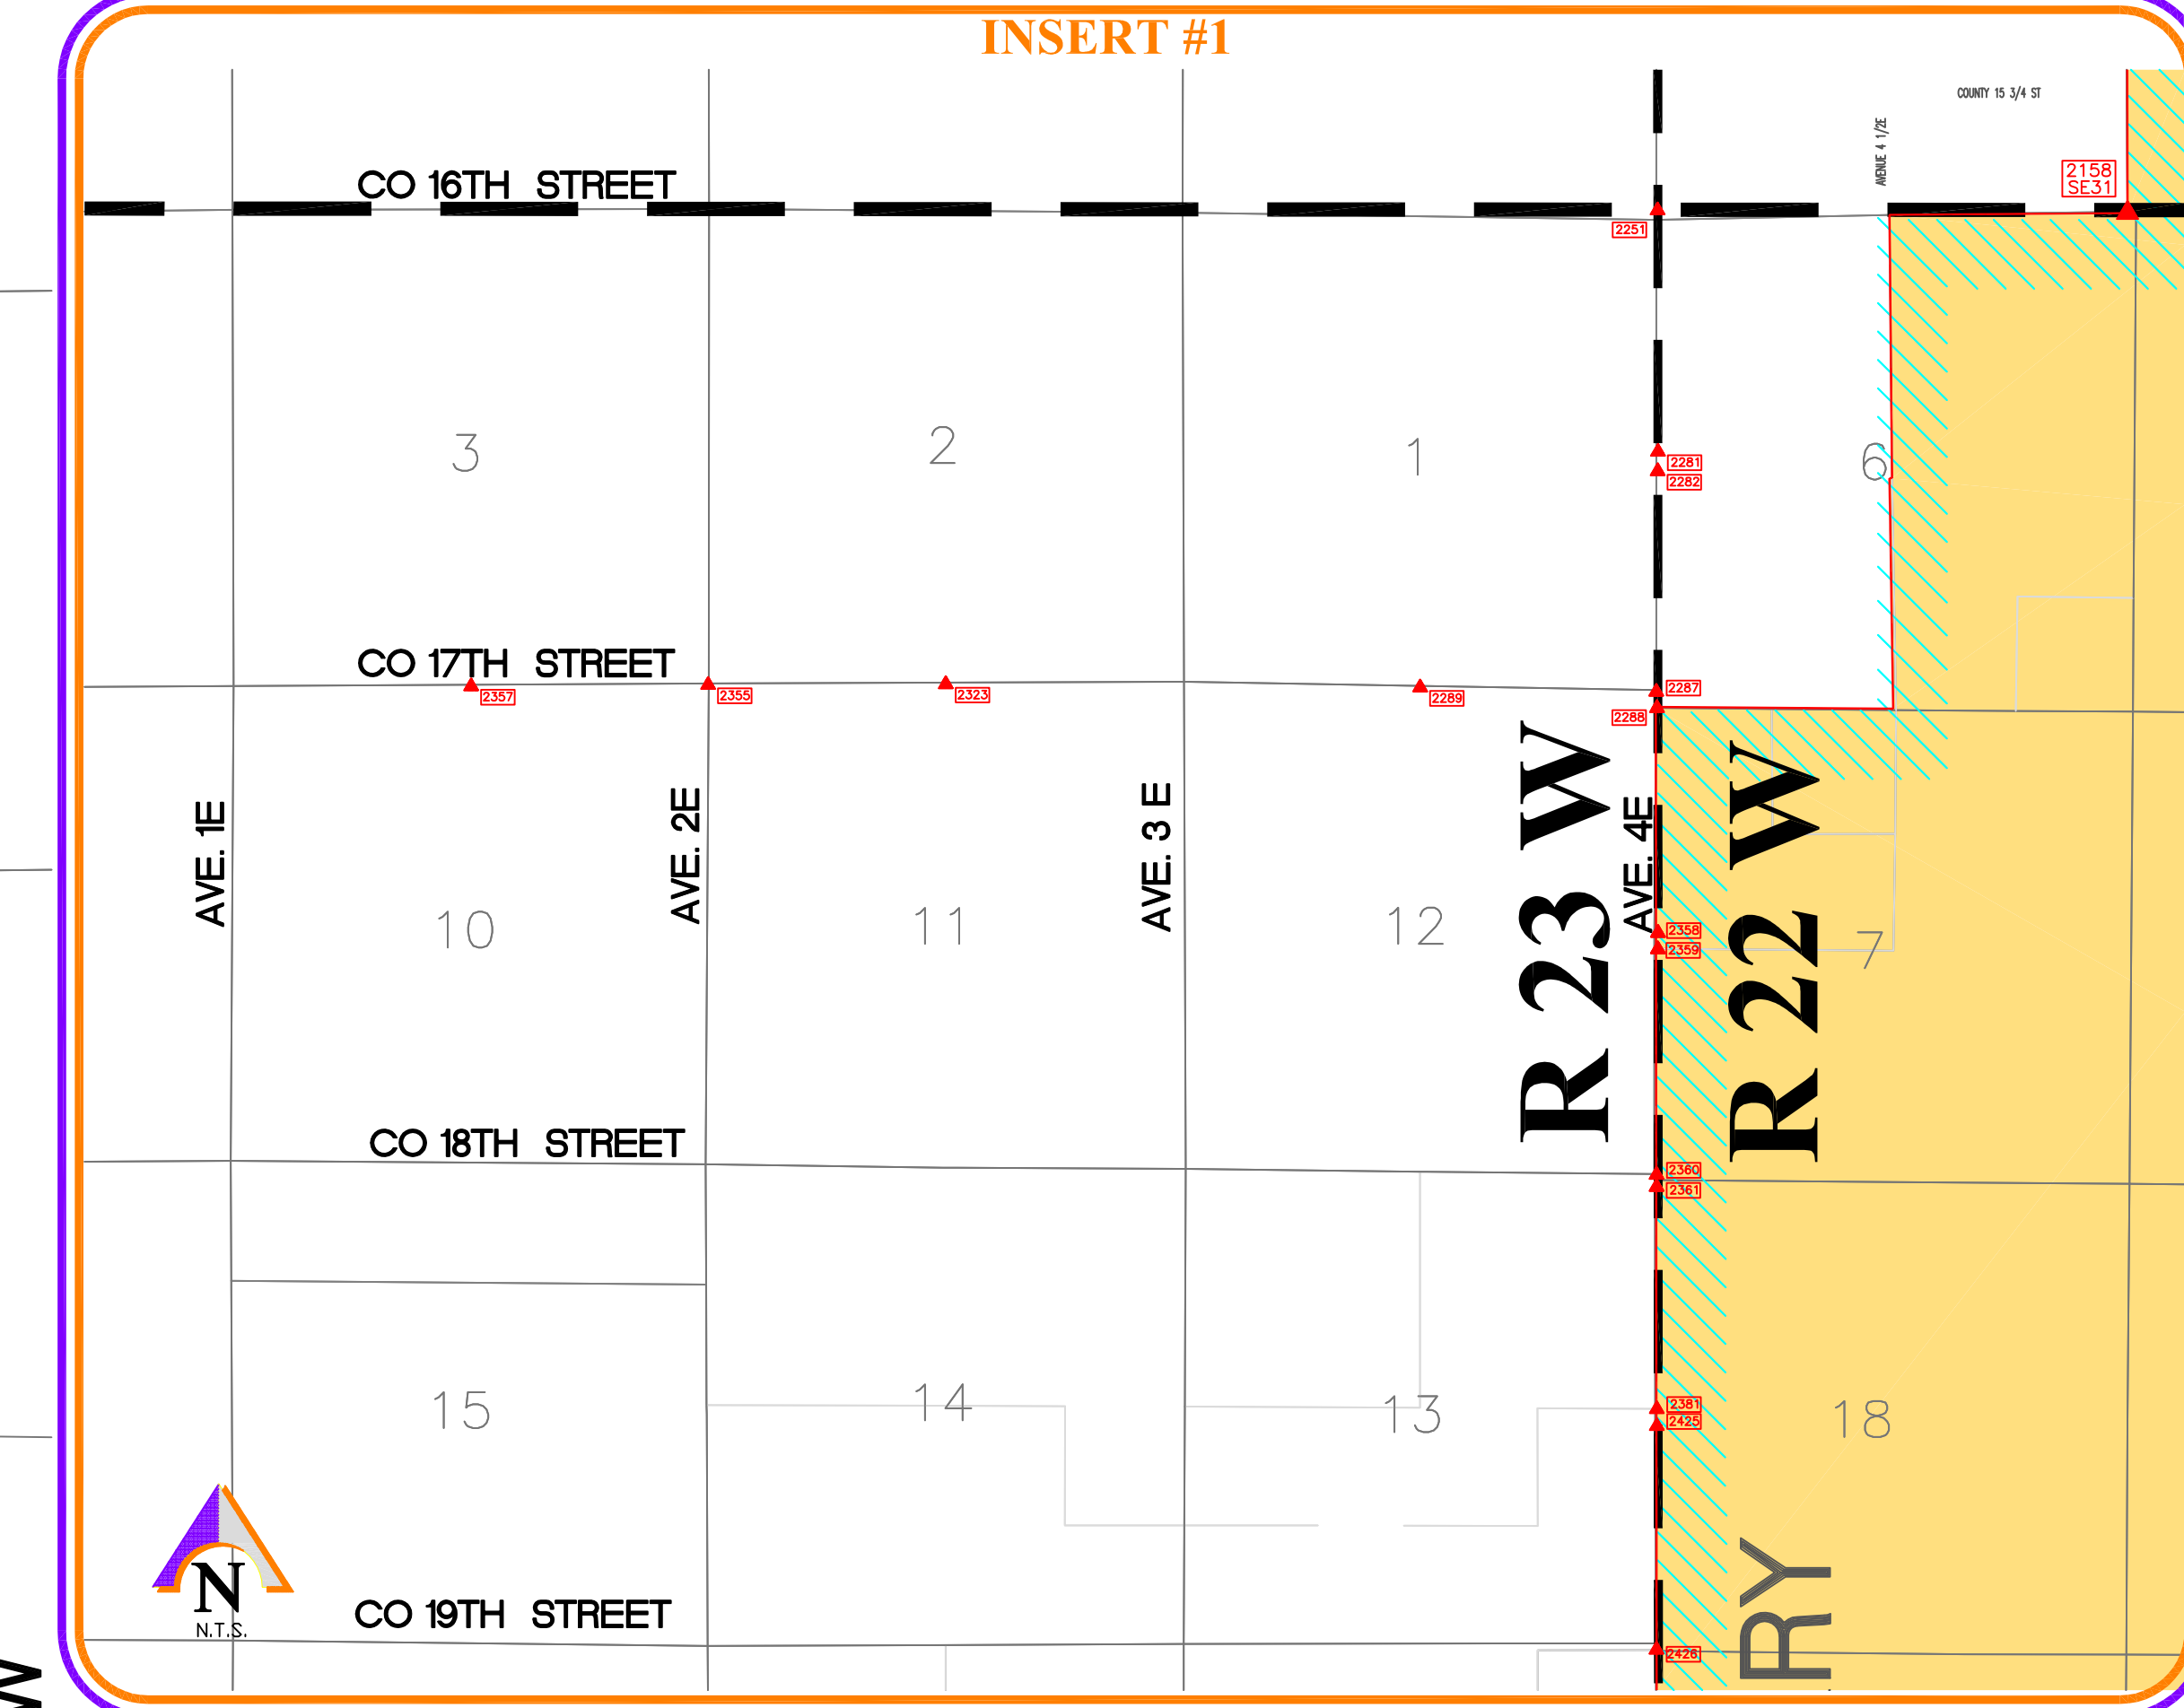 INSERT #1
COUNTY 15 3/4 ST
AVENUE 4 1/2E
2158
SE31
CO 16TH STREET
2251
3
2
1
2281
2282
6
CO 17TH STREET
2357
2355
2323
2289
2287
2288
AVE. 1E
AVE. 2E
AVE. 3 E
R 23 W
AVE. 4E
R 22 W
10
11
12
2358
2359
7
CO 18TH STREET
2360
2361
15
14
13
2381
2425
18
N
N.T.S.
CO 19TH STREET
2426
RY
W